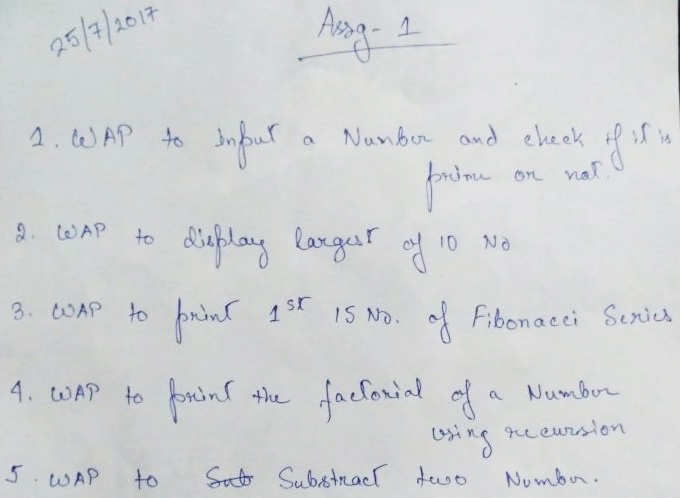 25/7/2017
Assg - 1
1. WAP to Input a Number and check if it is
prime or not.
2. WAP to display largest of 10 No
3. WAP to print 1st 15 No. of Fibonacci Series
4. WAP to print the factorial of a Number
using recursion
5. WAP to Sub Substract two Number.